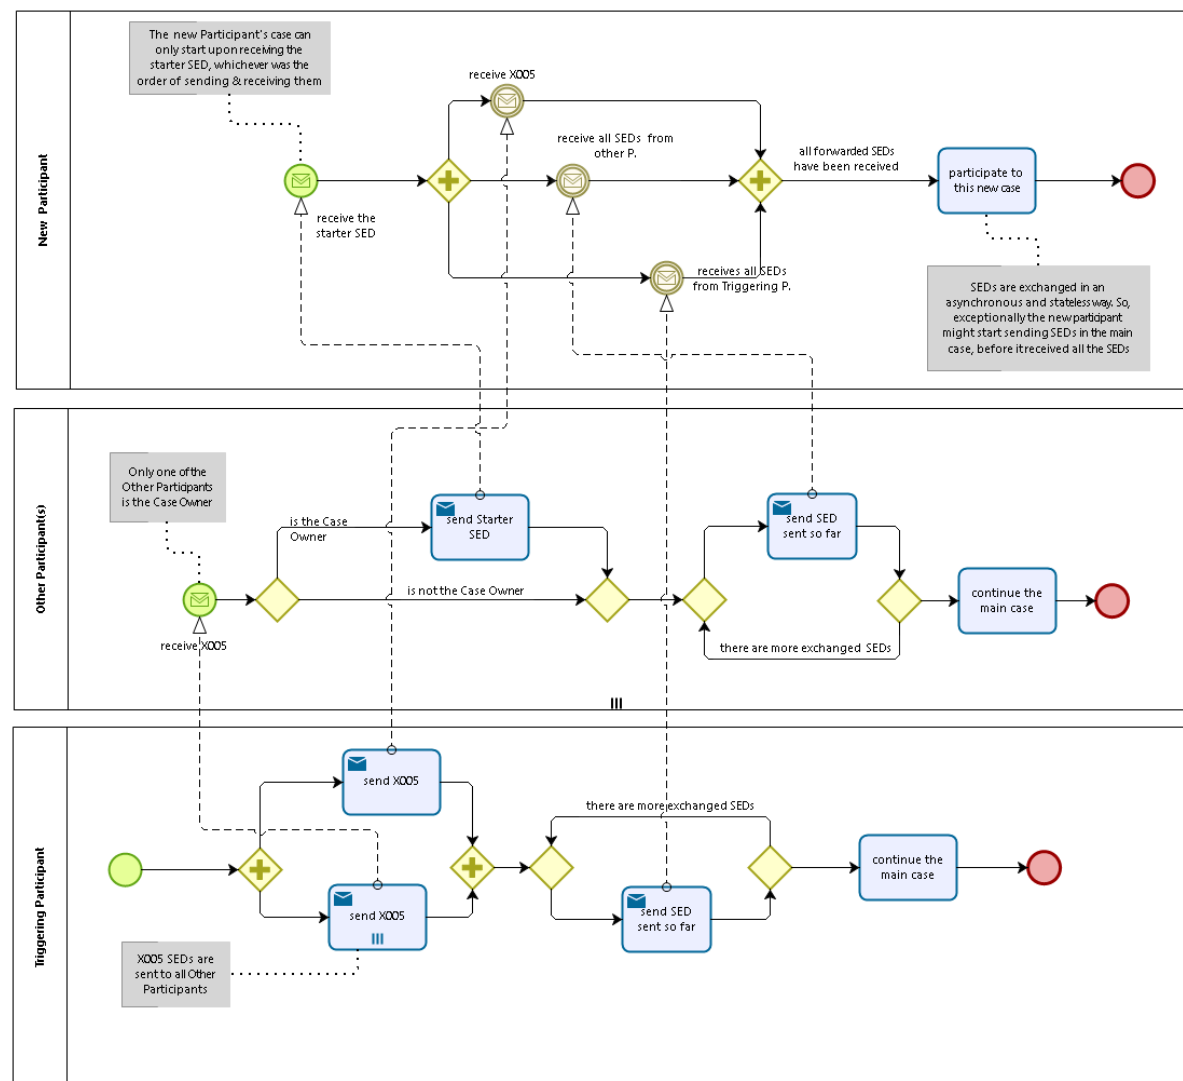 New Participant
The new Participant's case can
only start upon receiving the
starter SED, whichever was the
order of sending & receiving them
receive the
starter SED
receive X005
receive all SEDs from
other P.
receives all SEDs
from Triggering P.
all forwarded SEDs
have been received
participate to
this new case
SEDs are exchanged in an
asynchronous and stateless way. So,
exceptionally the new participant
might start sending SEDs in the main
case, before it received all the SEDs
Other Participant(s)
Only one of the
Other Participants
is the Case Owner
receive X005
is the Case
Owner
send Starter
SED
is not the Case Owner
send SED
sent so far
there are more exchanged SEDs
continue the
main case
Triggering Participant
send X005
send X005
X005 SEDs are
sent to all Other
Participants
there are more exchanged SEDs
send SED
sent so far
continue the
main case